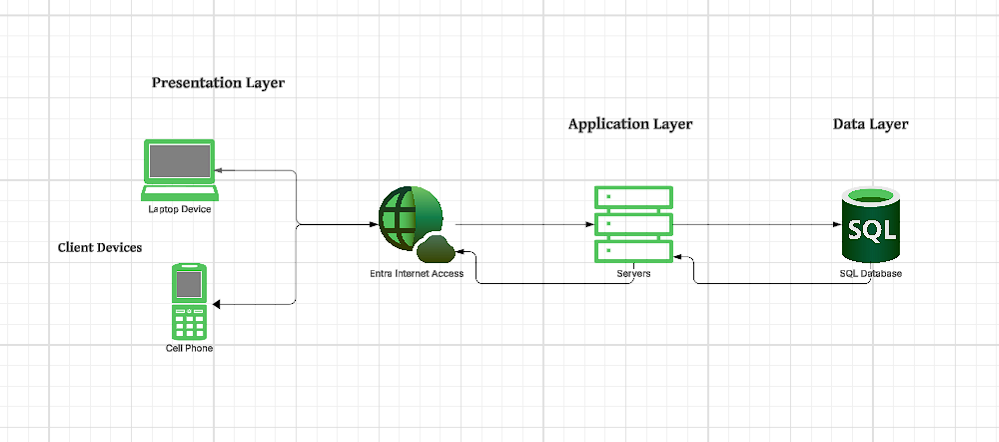 Presentation Layer
Application Layer
Data Layer
Laptop Device
SQL
Client Devices
Entra Internet Access
Servers
SQL Database
Cell Phone